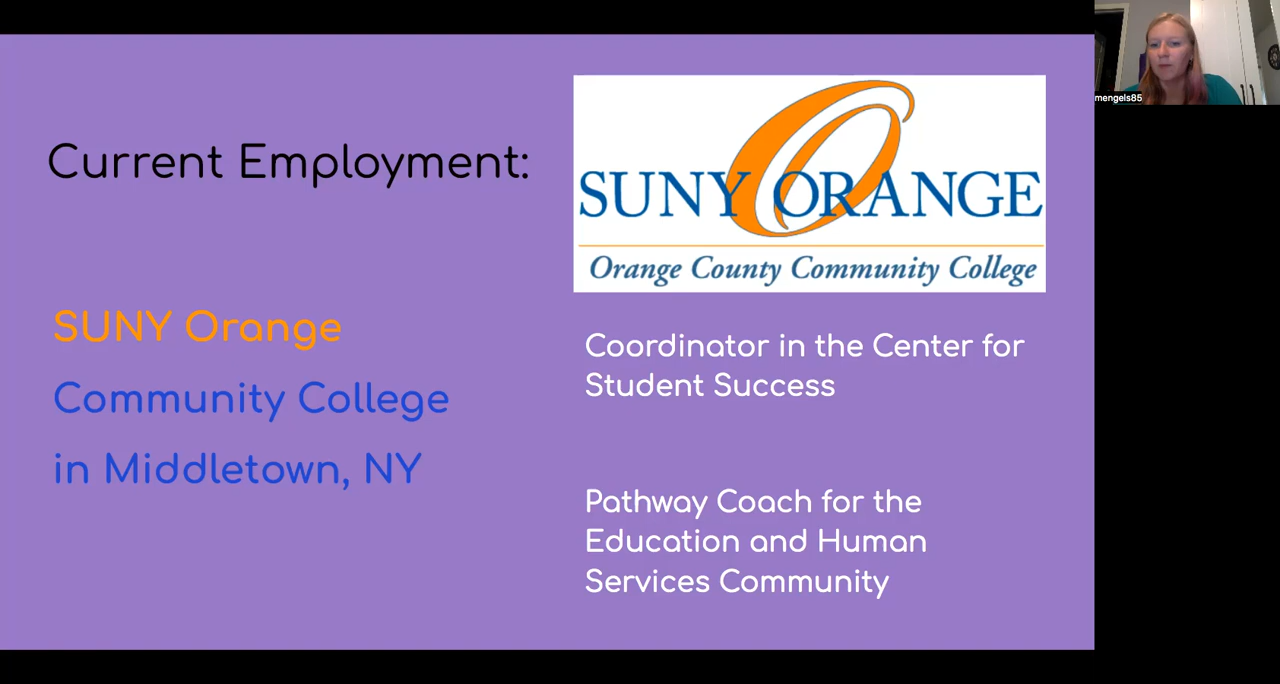 Current Employment:
SUNY Orange
Community College
in Middletown, NY
SUNY ORANGE
Orange County Community College
Coordinator in the Center for
Student Success
Pathway Coach for the
Education and Human
Services Community
mengels85